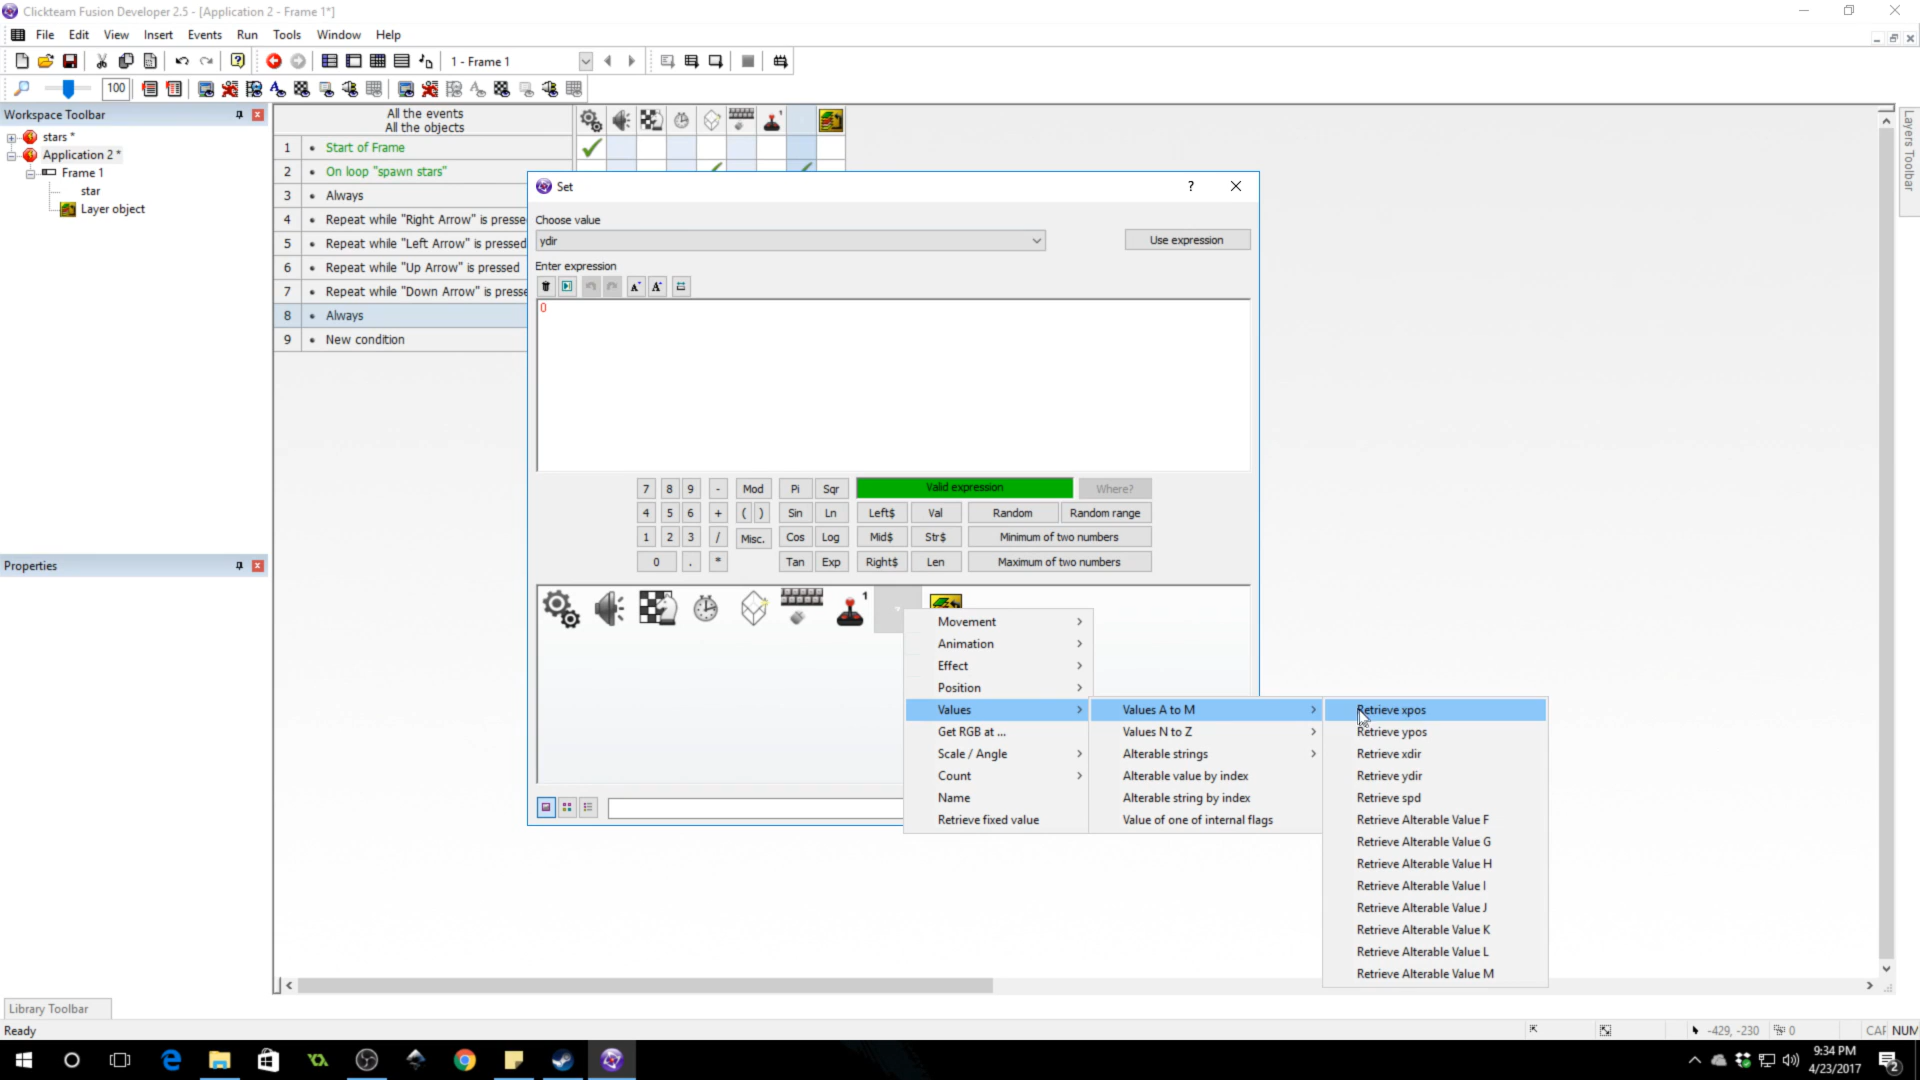 Clickteam Fusion Developer 2.5 - [Application 2 - Frame 1*]
File Edit View Insert Events Run Tools Window Help
1 - Frame 1
100
Workspace Toolbar
stars *
Application 2 *
Frame 1
star
Layer object
All the events
All the objects
1 Start of Frame
2 On loop "spawn stars"
3 Always
4 Repeat while "Right Arrow" is presse
5 Repeat while "Left Arrow" is pressed
6 Repeat while "Up Arrow" is pressed
7 Repeat while "Down Arrow" is presse
8 Always
9 New condition
Layers Toolbar
Set
?
Choose value
ydir
Use expression
Enter expression
0
7 8 9 - Mod Pi Sqr Valid expression Where?
4 5 6 + ( ) Sin Ln Left$ Val Random Random range
1 2 3 / Misc. Cos Log Mid$ Str$ Minimum of two numbers
0 . * Tan Exp Right$ Len Maximum of two numbers
1
Movement
Animation
Effect
Position
Values
Get RGB at ...
Scale / Angle
Count
Name
Retrieve fixed value
Values A to M
Values N to Z
Alterable strings
Alterable value by index
Alterable string by index
Value of one of internal flags
Retrieve xpos
Retrieve ypos
Retrieve xdir
Retrieve ydir
Retrieve spd
Retrieve Alterable Value F
Retrieve Alterable Value G
Retrieve Alterable Value H
Retrieve Alterable Value I
Retrieve Alterable Value J
Retrieve Alterable Value K
Retrieve Alterable Value L
Retrieve Alterable Value M
Properties
Library Toolbar
Ready
-429, -230
0
CAF NUM
9:34 PM
4/23/2017
2